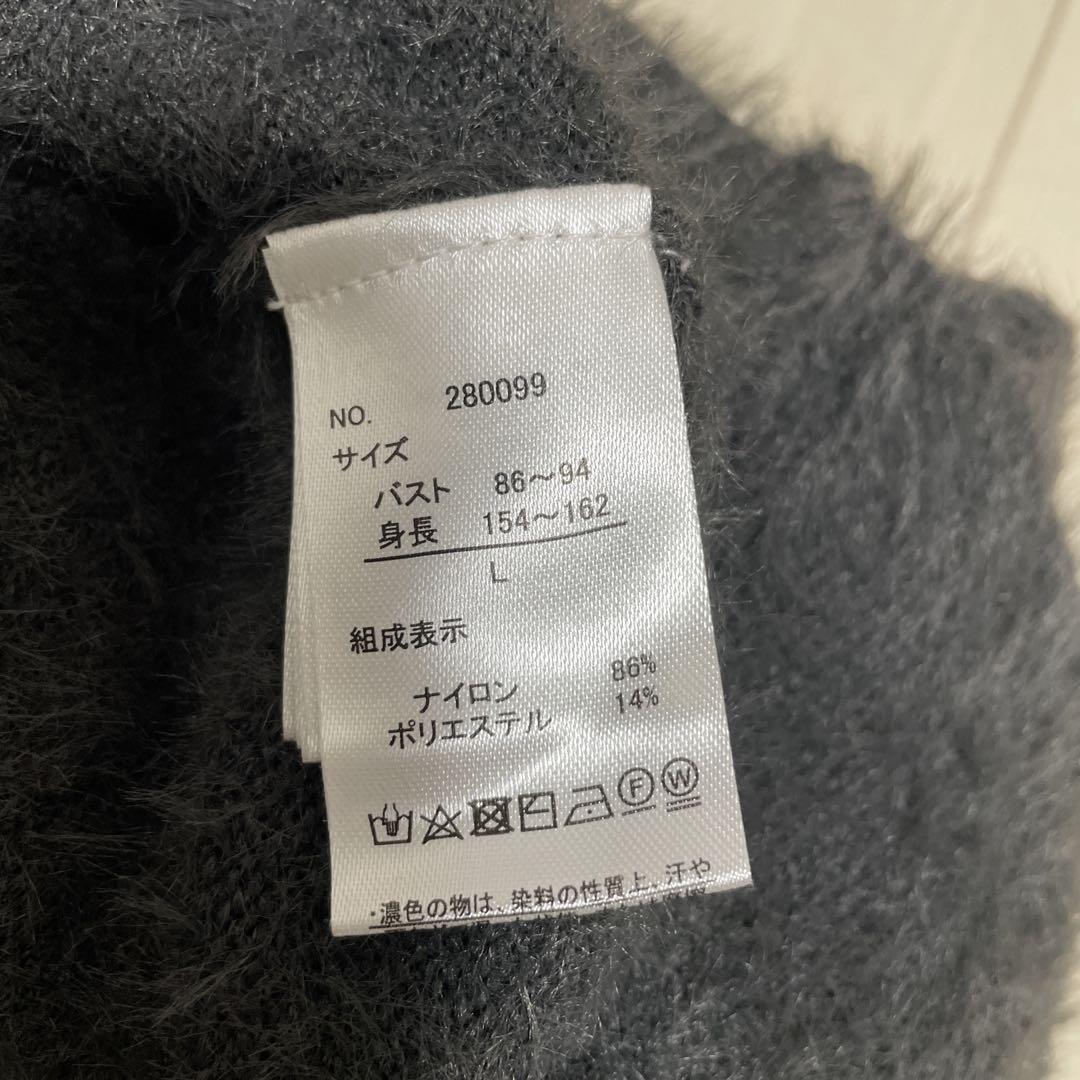 NO. 280099
サイズ
バスト 86～94
身長 154～162
L
組成表示
ナイロン 86%
ポリエステル 14%
F W
・濃色の物は、染料の性質上、汗や